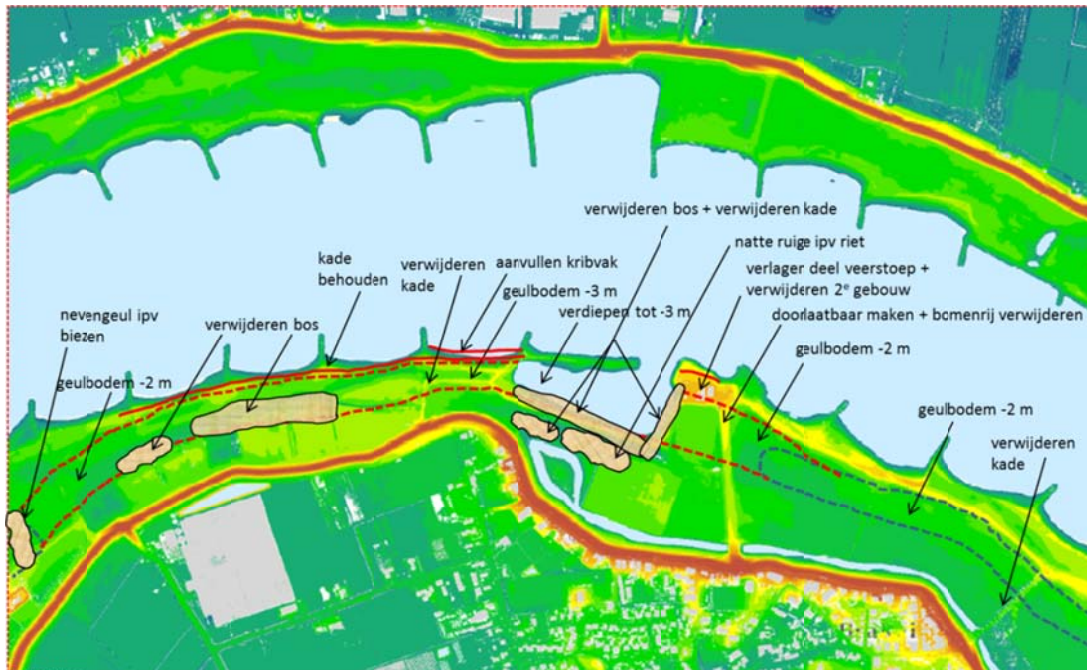 verwijderen bos + verwijderen kade
natte ruige ipv riet
kade
behouden
verwijderen
kade
aanvullen kribvak
geulbodem -3 m
verdiepen tot -3 m
verlager deel veerstoep +
verwijderen 2e gebouw
doorlaatbaar maken + bomenrij verwijderen
nevengeul ipv
biezen
verwijderen bos
geulbodem -2 m
geulbodem -2 m
geulbodem -2 m
verwijderen
kade